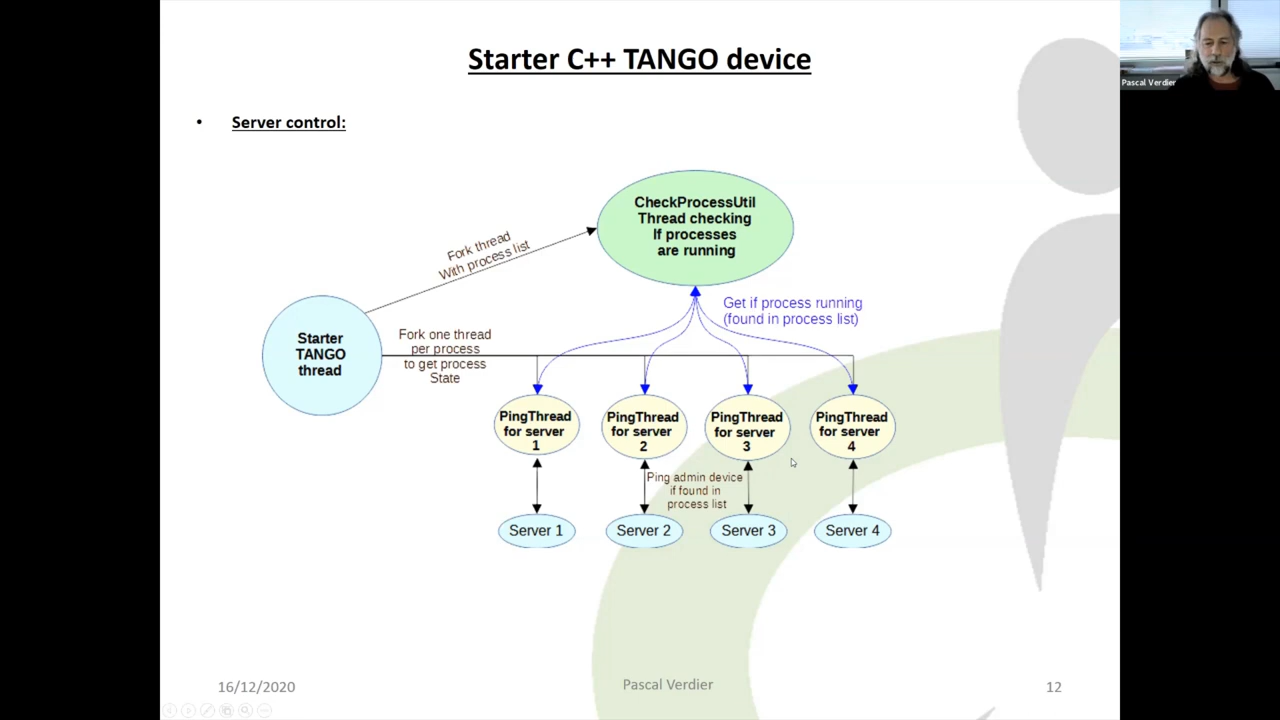 Starter C++ TANGO device
Pascal Verdier
• Server control:
CheckProcessUtil
Thread checking
If processes
are running
Fork thread
With process list
Get if process running
(found in process list)
Starter
TANGO
thread
Fork one thread
per process
to get process
State
PingThread
for server
1
PingThread
for server
2
PingThread
for server
3
PingThread
for server
4
Ping admin device
if found in
process list
Server 1
Server 2
Server 3
Server 4
16/12/2020
Pascal Verdier
12